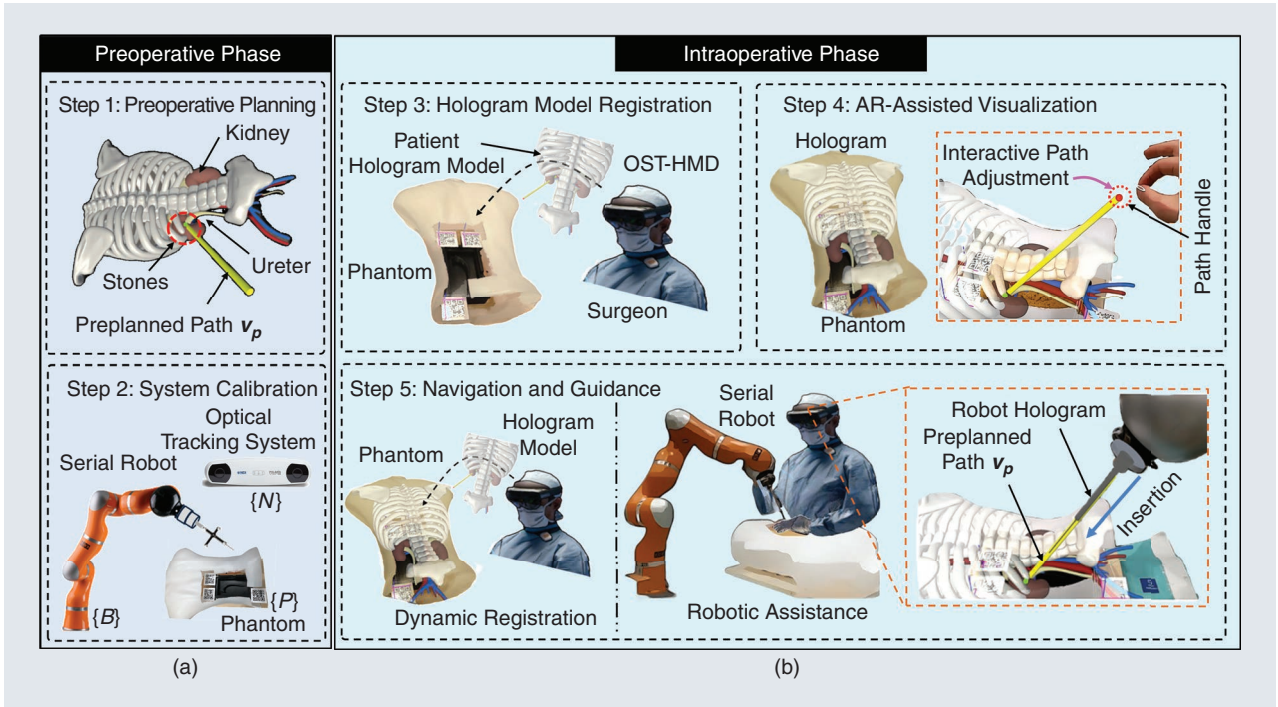 Preoperative Phase
Step 1: Preoperative Planning
Kidney
Stones
Ureter
Preplanned Path vp
Step 2: System Calibration
Optical
Tracking System
Serial Robot
{N}
{B}
{P}
Phantom
(a)
Intraoperative Phase
Step 3: Hologram Model Registration
Patient
Hologram Model
OST-HMD
Phantom
Surgeon
Step 4: AR-Assisted Visualization
Hologram
Phantom
Interactive Path
Adjustment
Path Handle
Step 5: Navigation and Guidance
Phantom
Hologram
Model
Dynamic Registration
Serial
Robot
Robotic Assistance
Robot Hologram
Preplanned
Path vp
Insertion
(b)